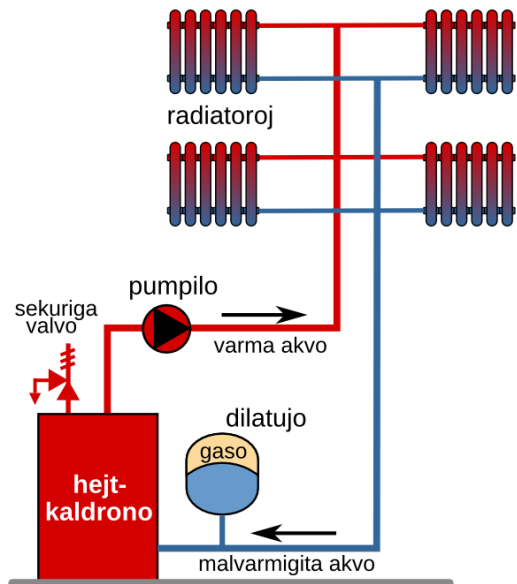 radiatoroj
pumpilo
sekuriga
valvo
varma akvo
dilatujo
gaso
hejt-
kaldrono
malvarmigita akvo